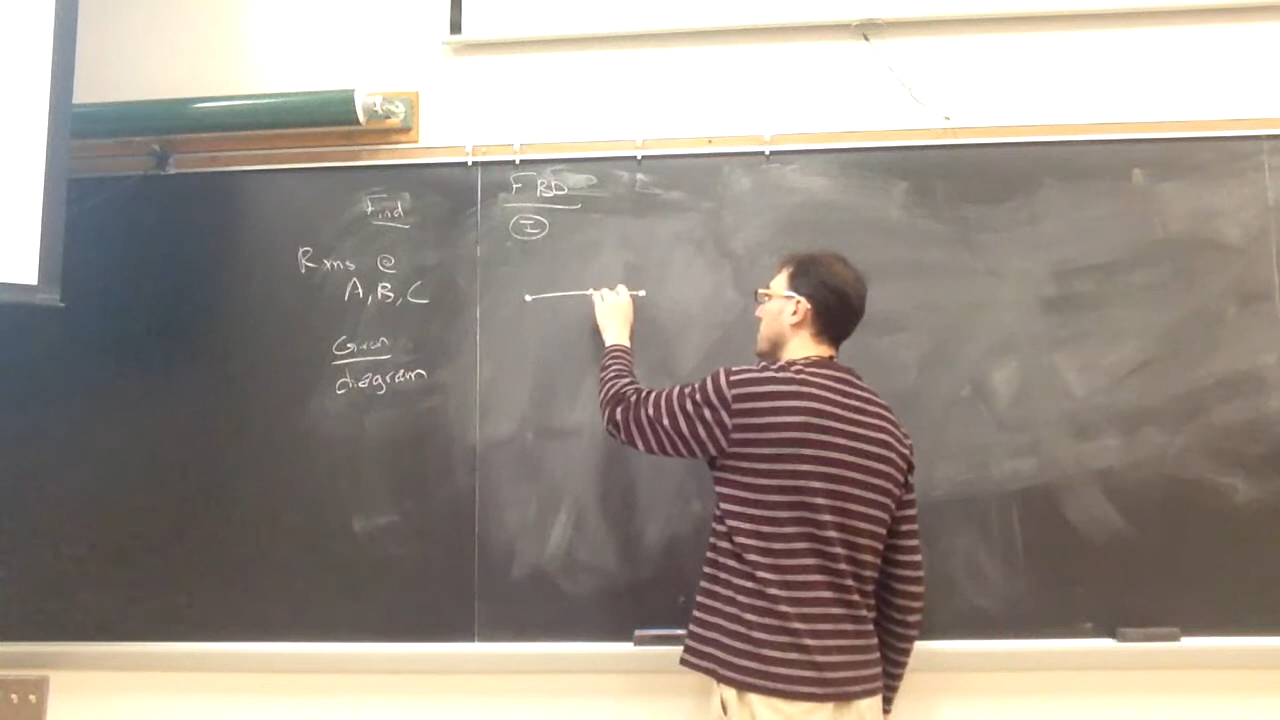 Find
Rxns @
A, B, C
Given
diagram
FBD
I